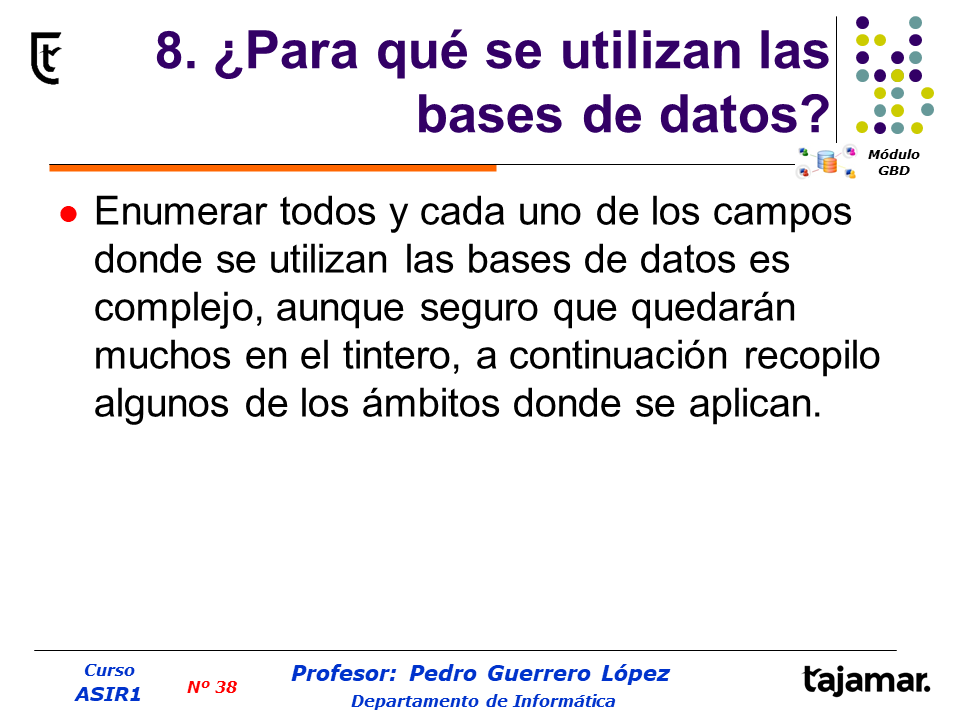 8. ¿Para qué se utilizan las
bases de datos?
Módulo
GBD
Enumerar todos y cada uno de los campos
donde se utilizan las bases de datos es
complejo, aunque seguro que quedarán
muchos en el tintero, a continuación recopilo
algunos de los ámbitos donde se aplican.
Curso
ASIR1
Nº 38
Profesor: Pedro Guerrero López
Departamento de Informática
tajamar.